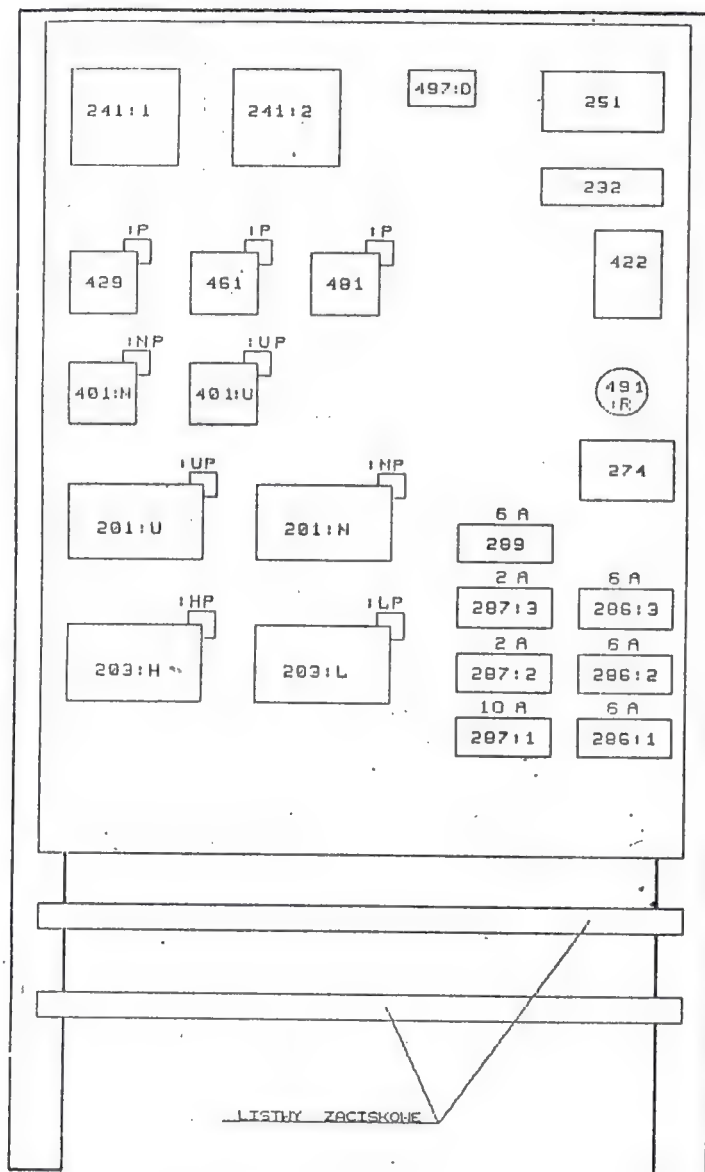 241:1 241:2 497:D 251
232
:P :P :P
429 461 481 422
:NP :UP
401:N 401:U 491
:R
:UP :NP 274
201:U 201:N 6 A
289
:HP :LP 2 A 6 A
287:3 286:3
203:H 203:L 2 A 6 A
287:2 286:2
10 A 6 A
287:1 286:1
LISTWY ZACISKOWE